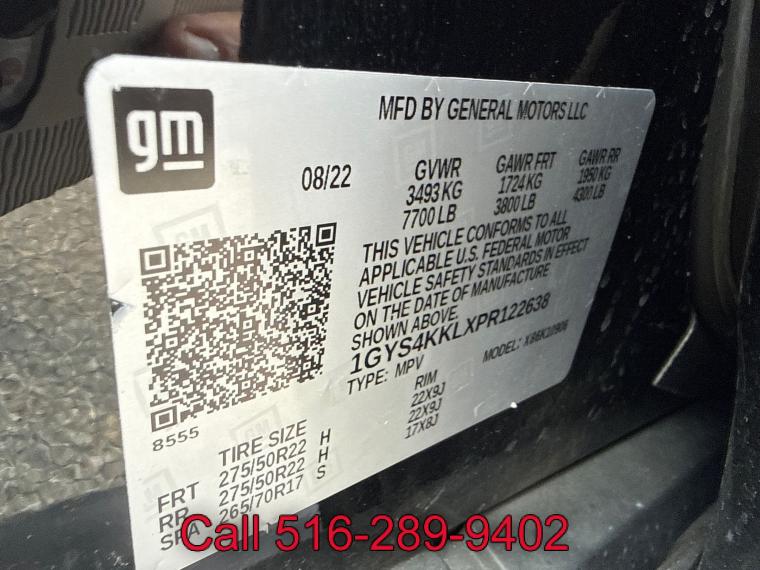 gm
MFD BY GENERAL MOTORS LLC
08/22
GVWR GAWR FRT GAWR RR
3493 KG 1724 KG 1950 KG
7700 LB 3800 LB 4300 LB
THIS VEHICLE CONFORMS TO ALL
APPLICABLE U.S. FEDERAL MOTOR
VEHICLE SAFETY STANDARDS IN EFFECT
ON THE DATE OF MANUFACTURE
SHOWN ABOVE.
1GYS4KKLXPR122638
TYPE: MPV MODEL: X86K10906
8555
TIRE SIZE RIM
FRT 275/50R22 H 22X9J
RR 275/50R22 H 22X9J
SPA 265/70R17 S 17X8J
Call 516-289-9402